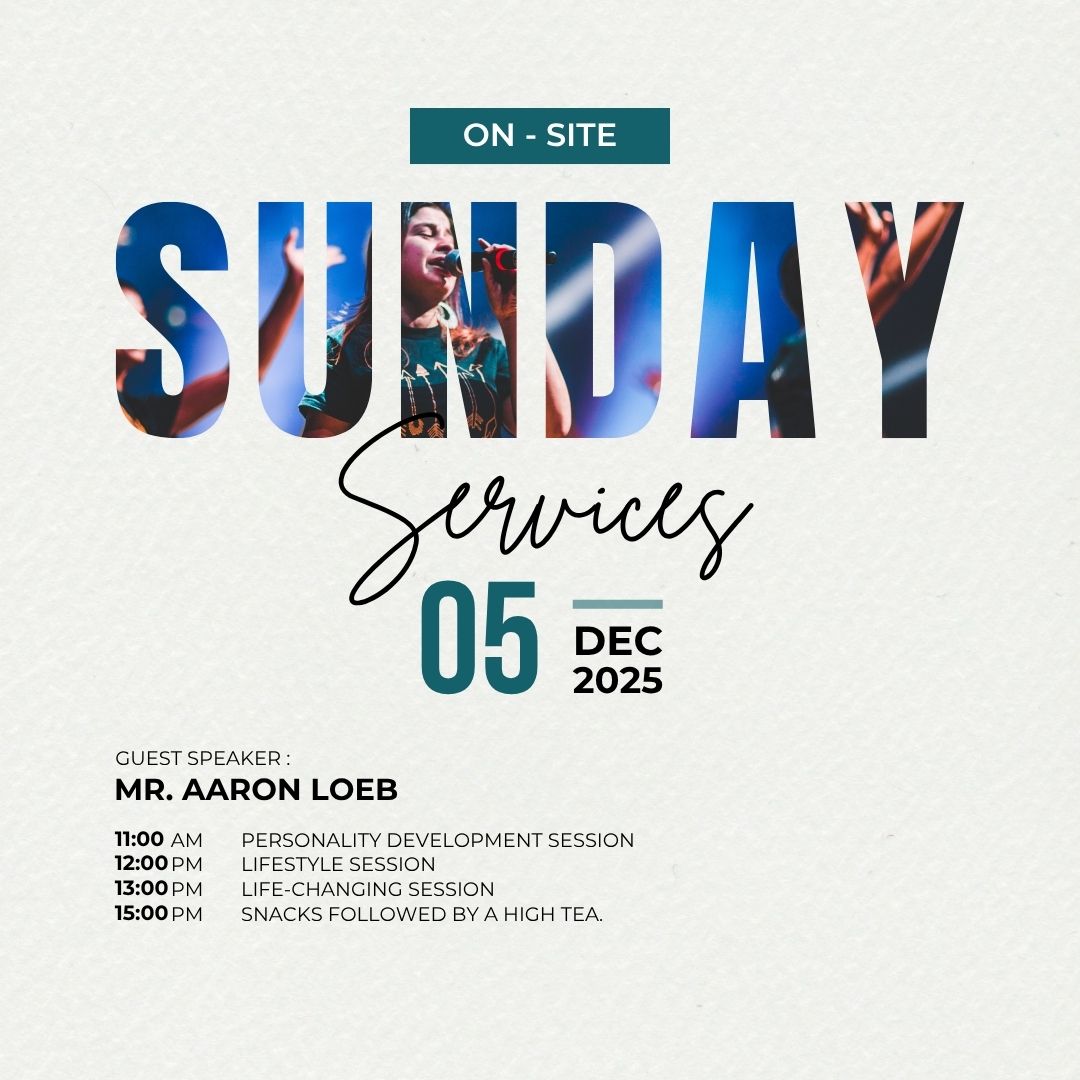 ON - SITE
SUNDAY
Services
05
DEC
2025
GUEST SPEAKER :
MR. AARON LOEB
11:00 AM PERSONALITY DEVELOPMENT SESSION
12:00 PM LIFESTYLE SESSION
13:00 PM LIFE-CHANGING SESSION
15:00 PM SNACKS FOLLOWED BY A HIGH TEA.